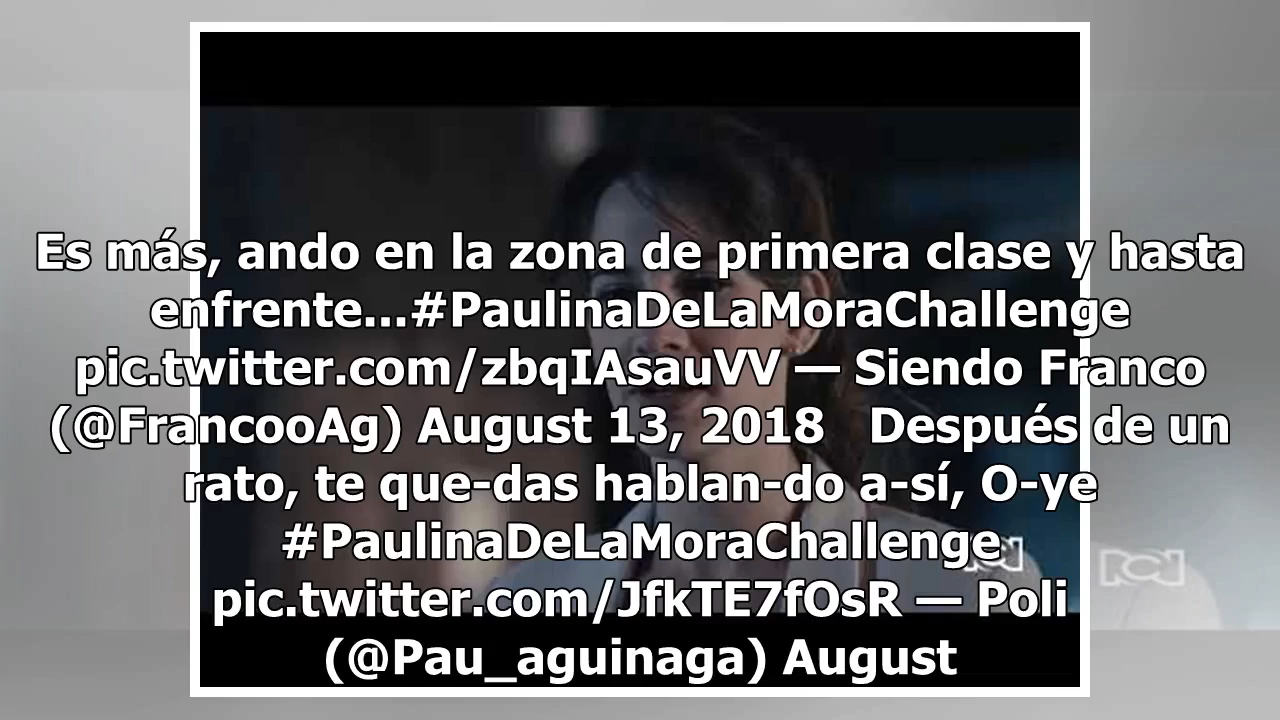 Es más, ando en la zona de primera clase y hasta
enfrente...#PaulinaDeLaMoraChallenge
pic.twitter.com/zbqIAsauVV — Siendo Franco
(@FrancooAg) August 13, 2018 Después de un
rato, te que-das hablan-do a-sí, O-ye
#PaulinaDeLaMoraChallenge
pic.twitter.com/JfkTE7fOsR — Poli
(@Pau_aguinaga) August
RCN
RCN